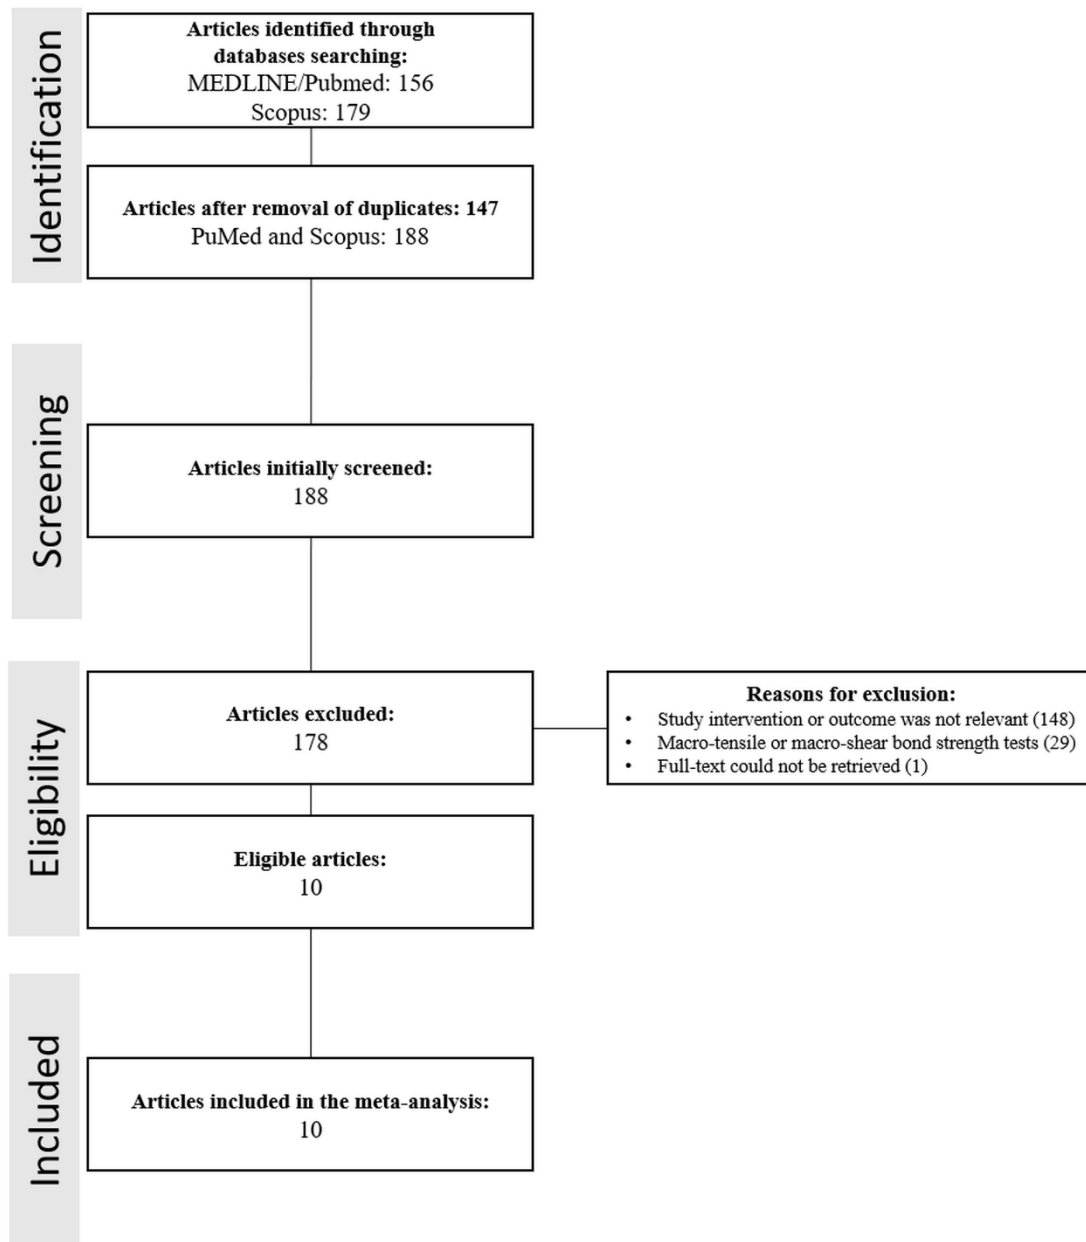 Identification
Articles identified through
databases searching:
MEDLINE/Pubmed: 156
Scopus: 179
Articles after removal of duplicates: 147
PuMed and Scopus: 188
Screening
Articles initially screened:
188
Eligibility
Articles excluded:
178
Reasons for exclusion:
• Study intervention or outcome was not relevant (148)
• Macro-tensile or macro-shear bond strength tests (29)
• Full-text could not be retrieved (1)
Eligible articles:
10
Included
Articles included in the meta-analysis:
10